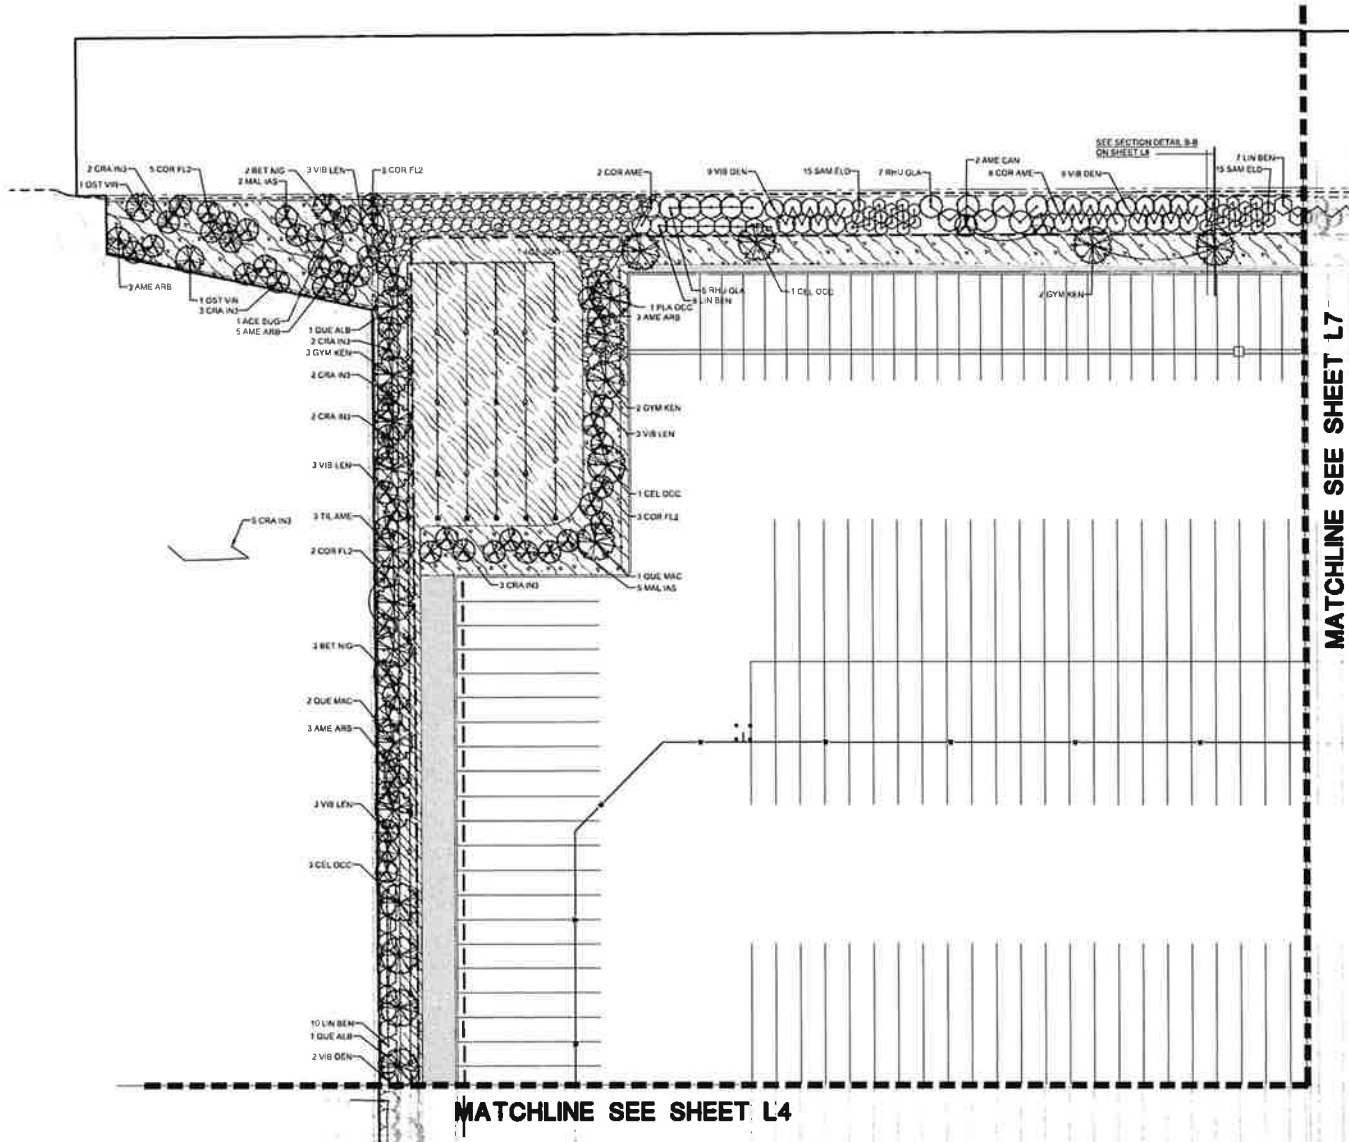 SEE SECTION DETAIL B-B
ON SHEET L8
2 CRA IN3
5 COR FL2
2 BET NIG
3 VIB LEN
5 COR FL2
2 MAL IAS
1 OST VIR
2 COR AME
9 VIB DEN
15 SAM ELD
7 RHU GLA
2 AME CAN
8 COR AME
9 VIB DEN
7 LIN BEN
15 SAM ELD
3 AME ARB
1 OST VIR
3 CRA IN3
5 AME ARB
1 QUE ALB
2 CRA IN3
3 GYM KEN
2 CRA IN3
2 CRA IN3
3 VIB LEN
3 TIL AME
2 COR FL2
5 RHU GLA
LIN BEN
1 CEL OCC
2 GYM KEN
1 PLA OCC
3 AME ARB
2 GYM KEN
3 VIB LEN
1 CEL OCC
3 COR FL2
1 QUE MAC
5 MAL IAS
3 CRA IN3
5 CRA IN3
3 BET NIG
2 QUE MAC
3 AME ARB
3 VIB LEN
3 CEL OCC
10 LIN BEN
1 QUE ALB
2 VIB DEN
MATCHLINE SEE SHEET L7
MATCHLINE SEE SHEET L4